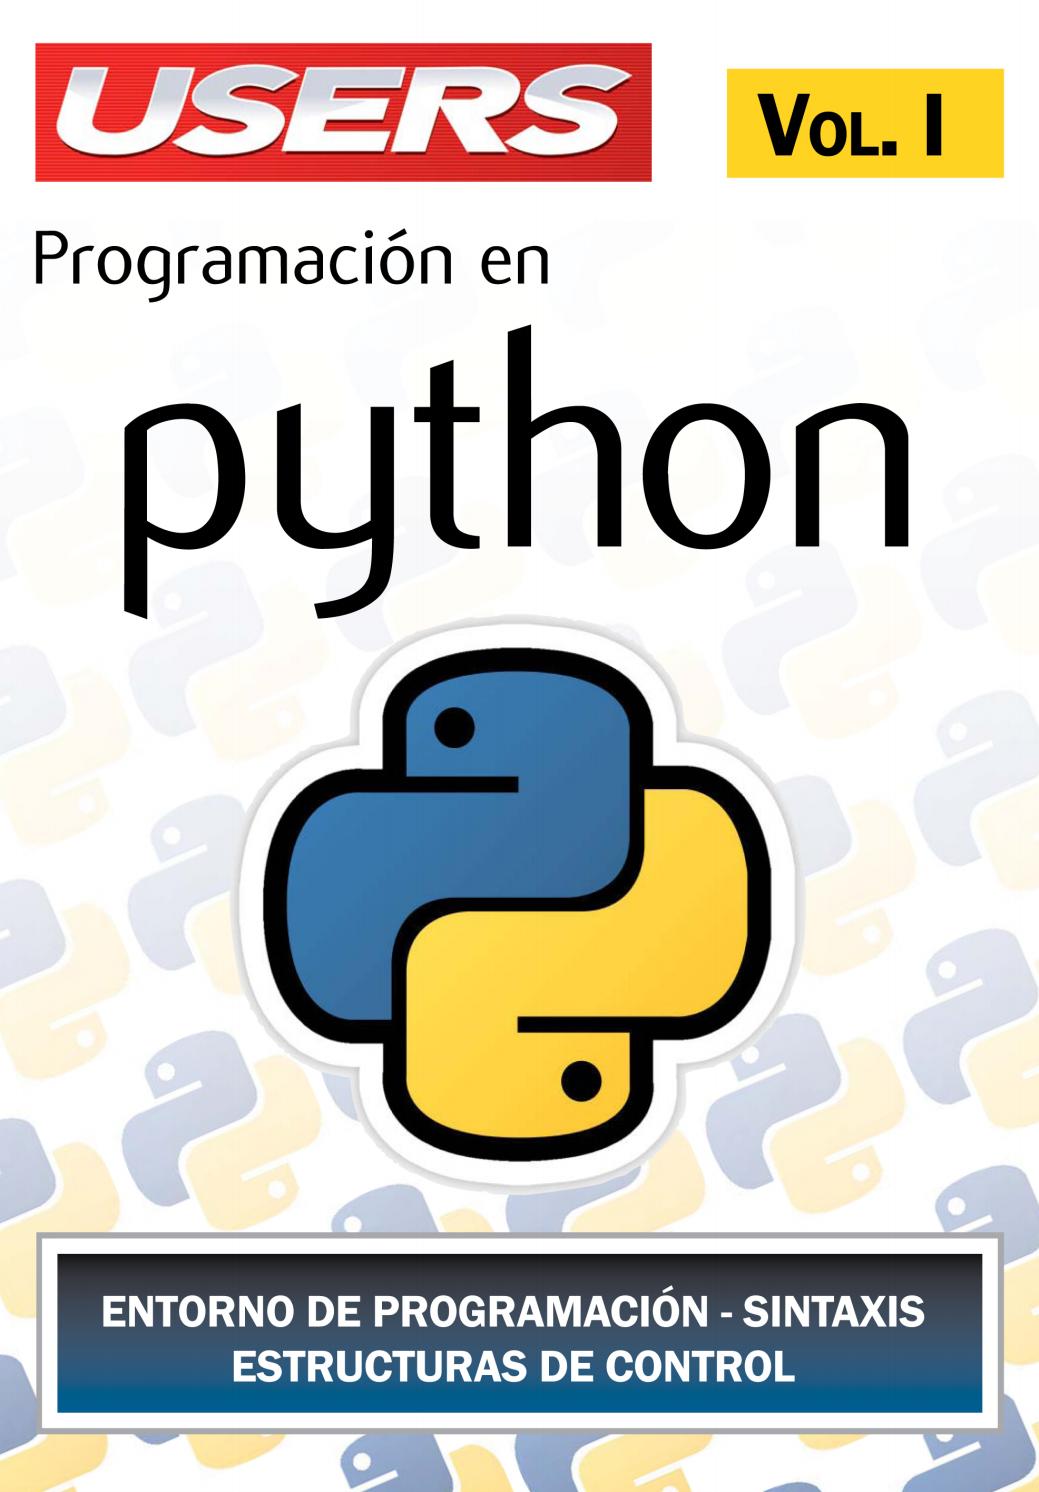 USERS
VOL. I
Programación en
python
ENTORNO DE PROGRAMACIÓN - SINTAXIS
ESTRUCTURAS DE CONTROL